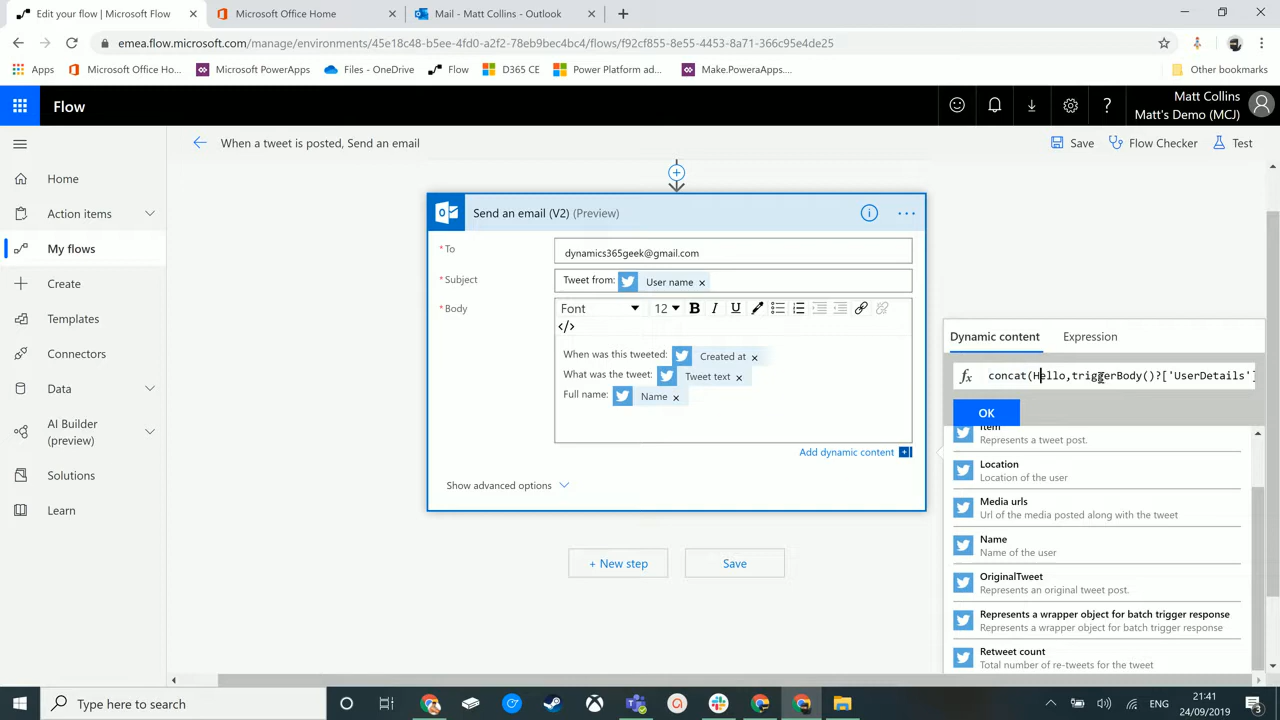 Edit your flow | Microsoft Flow
Microsoft Office Home
Mail - Matt Collins - Outlook
emea.flow.microsoft.com/manage/environments/45e18c48-b5ee-4fd0-a2f2-78eb9bec4bc4/flows/f92cf855-8e55-4453-8a71-366c95e4de25
Apps
Microsoft Office Ho...
Microsoft PowerApps
Files - OneDrive
Flow
D365 CE
Power Platform ad...
Make.PoweraApps....
Other bookmarks
Flow
Matt Collins
Matt's Demo (MCJ)
When a tweet is posted, Send an email
Save
Flow Checker
Test
Home
Action items
My flows
Create
Templates
Connectors
Data
AI Builder
(preview)
Solutions
Learn
Send an email (V2) (Preview)
* To
dynamics365geek@gmail.com
* Subject
Tweet from: User name x
* Body
Font
12
B I U
</>
When was this tweeted: Created at x
What was the tweet: Tweet text x
Full name: Name x
Add dynamic content
Show advanced options
+ New step
Save
Dynamic content
Expression
fx concat(Hello,triggerBody()?['UserDetails']
OK
Item
Represents a tweet post.
Location
Location of the user
Media urls
Url of the media posted along with the tweet
Name
Name of the user
OriginalTweet
Represents an original tweet post.
Represents a wrapper object for batch trigger response
Represents a wrapper object for batch trigger response
Retweet count
Total number of re-tweets for the tweet
Type here to search
ENG
21:41
24/09/2019
3